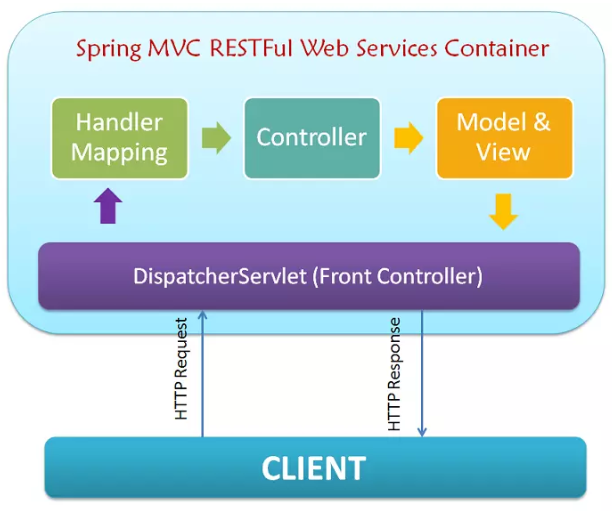 Spring MVC RESTFul Web Services Container
Handler
Mapping
Controller
Model &
View
DispatcherServlet (Front Controller)
HTTP Request
HTTP Response
CLIENT